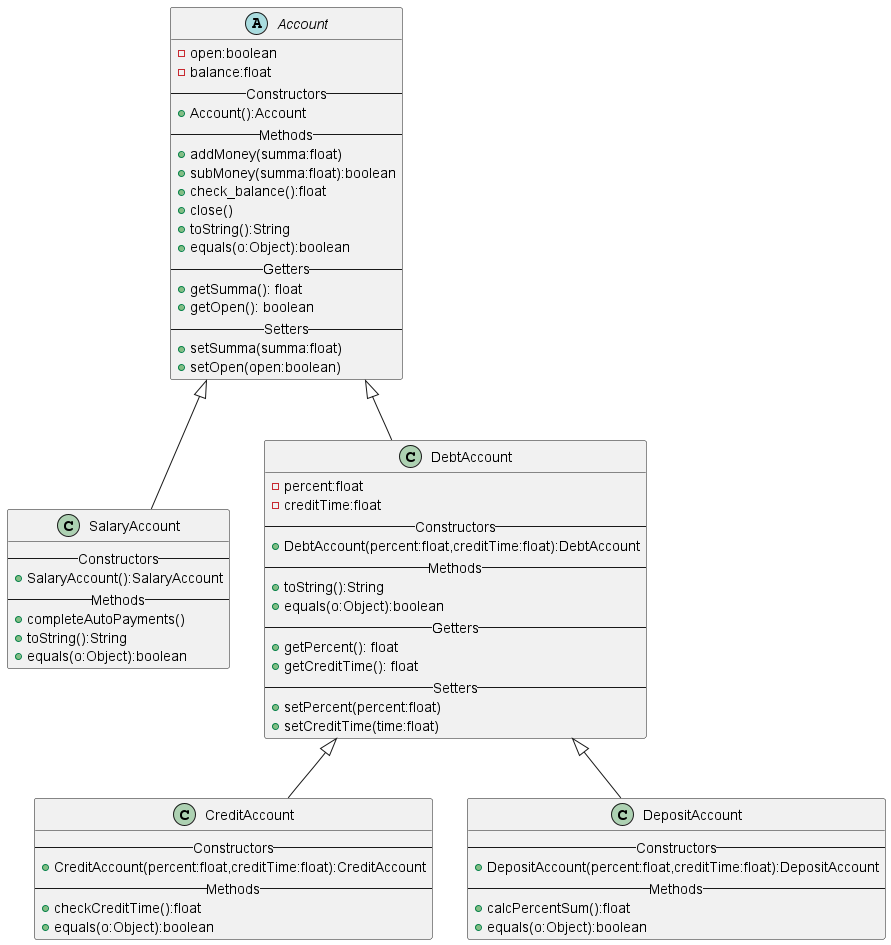 A Account
open:boolean
balance:float
Constructors
Account():Account
Methods
addMoney(summa:float)
subMoney(summa:float):boolean
check_balance():float
close()
toString():String
equals(o:Object):boolean
Getters
getSumma(): float
getOpen(): boolean
Setters
setSumma(summa:float)
setOpen(open:boolean)
C DebtAccount
percent:float
creditTime:float
Constructors
DebtAccount(percent:float,creditTime:float):DebtAccount
Methods
toString():String
equals(o:Object):boolean
Getters
getPercent(): float
getCreditTime(): float
Setters
setPercent(percent:float)
setCreditTime(time:float)
C SalaryAccount
Constructors
SalaryAccount():SalaryAccount
Methods
completeAutoPayments()
toString():String
equals(o:Object):boolean
C CreditAccount
Constructors
CreditAccount(percent:float,creditTime:float):CreditAccount
Methods
checkCreditTime():float
equals(o:Object):boolean
C DepositAccount
Constructors
DepositAccount(percent:float,creditTime:float):DepositAccount
Methods
calcPercentSum():float
equals(o:Object):boolean